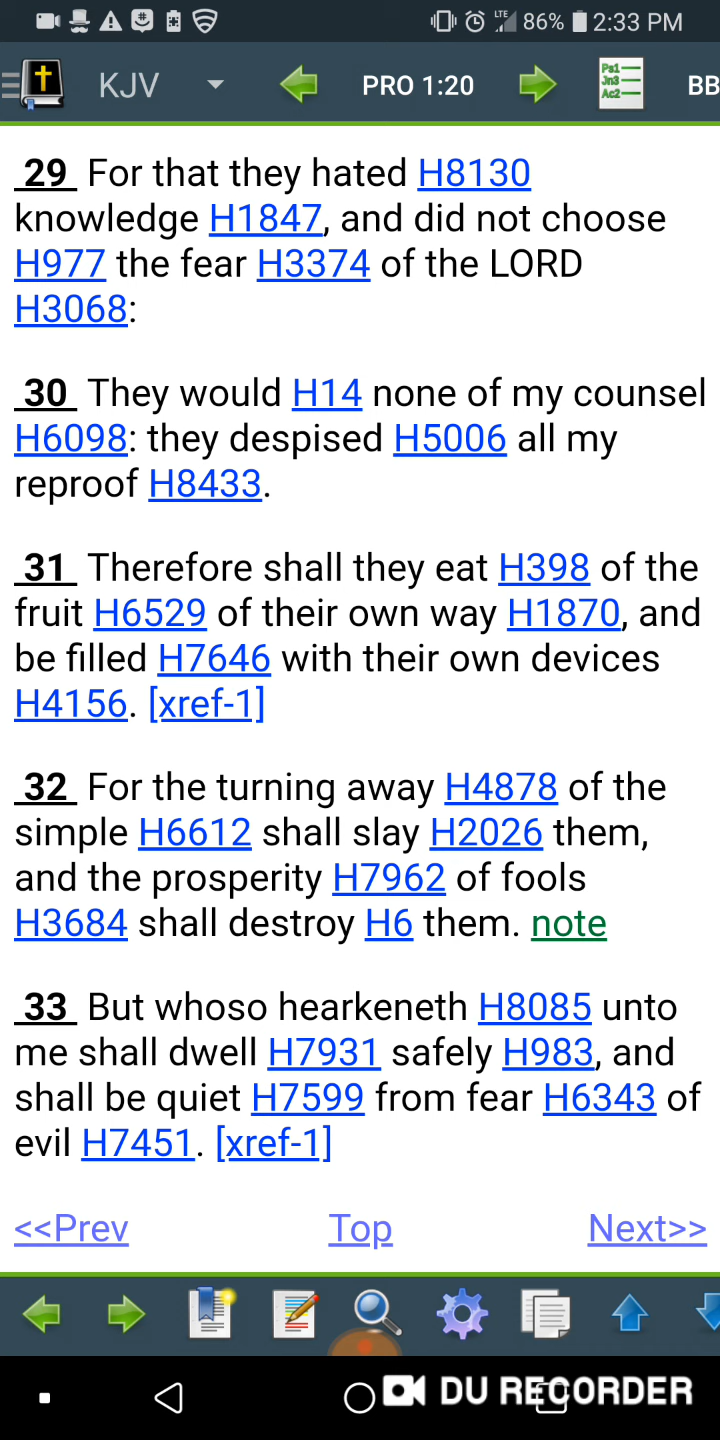 LTE 86% 2:33 PM
KJV PRO 1:20 Ps1 Jn3 Ac2 BB
29 For that they hated H8130
knowledge H1847, and did not choose
H977 the fear H3374 of the LORD
H3068:
30 They would H14 none of my counsel
H6098: they despised H5006 all my
reproof H8433.
31 Therefore shall they eat H398 of the
fruit H6529 of their own way H1870, and
be filled H7646 with their own devices
H4156. [xref-1]
32 For the turning away H4878 of the
simple H6612 shall slay H2026 them,
and the prosperity H7962 of fools
H3684 shall destroy H6 them. note
33 But whoso hearkeneth H8085 unto
me shall dwell H7931 safely H983, and
shall be quiet H7599 from fear H6343 of
evil H7451. [xref-1]
<<Prev Top Next>>
DU RECORDER